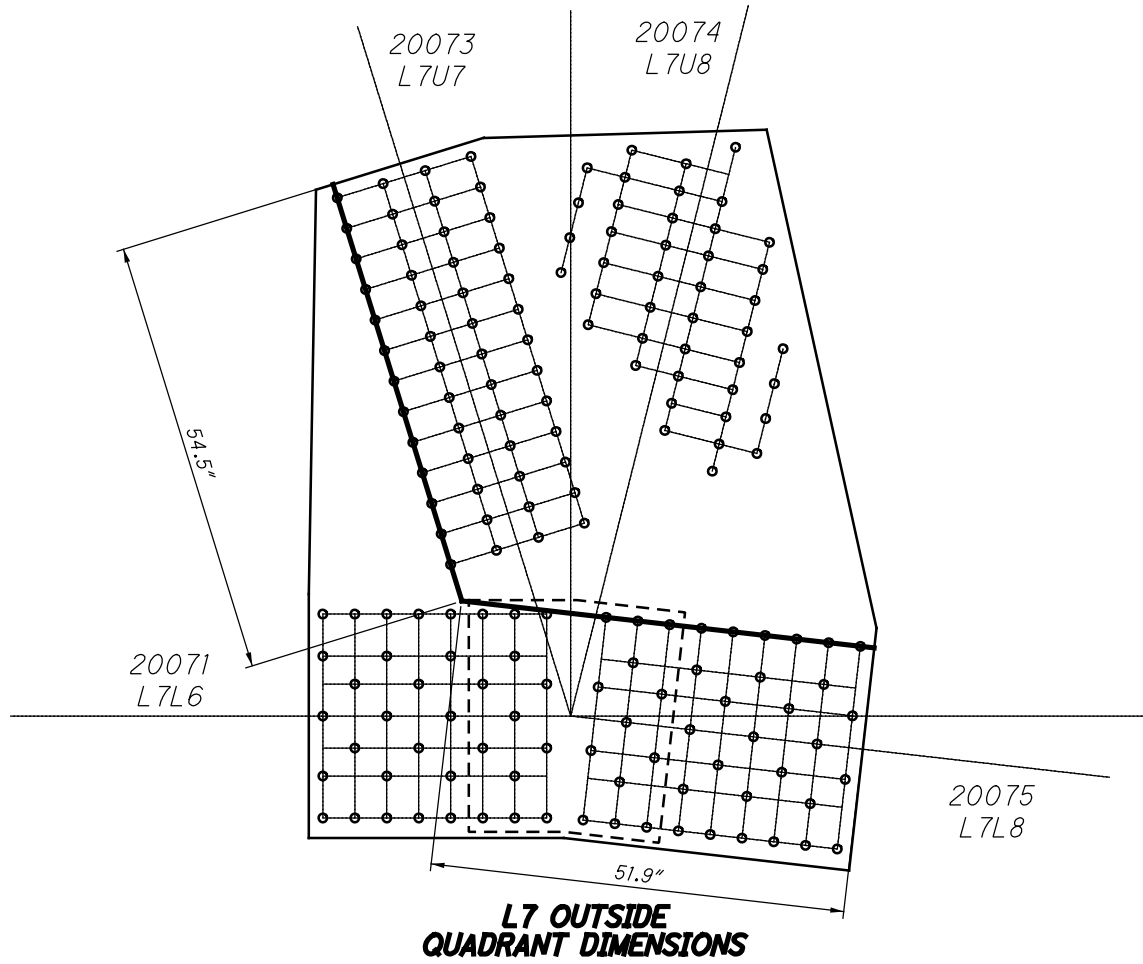 20073
L7U7
20074
L7U8
54.5"
20071
L7L6
20075
L7L8
51.9"
L7 OUTSIDE
QUADRANT DIMENSIONS